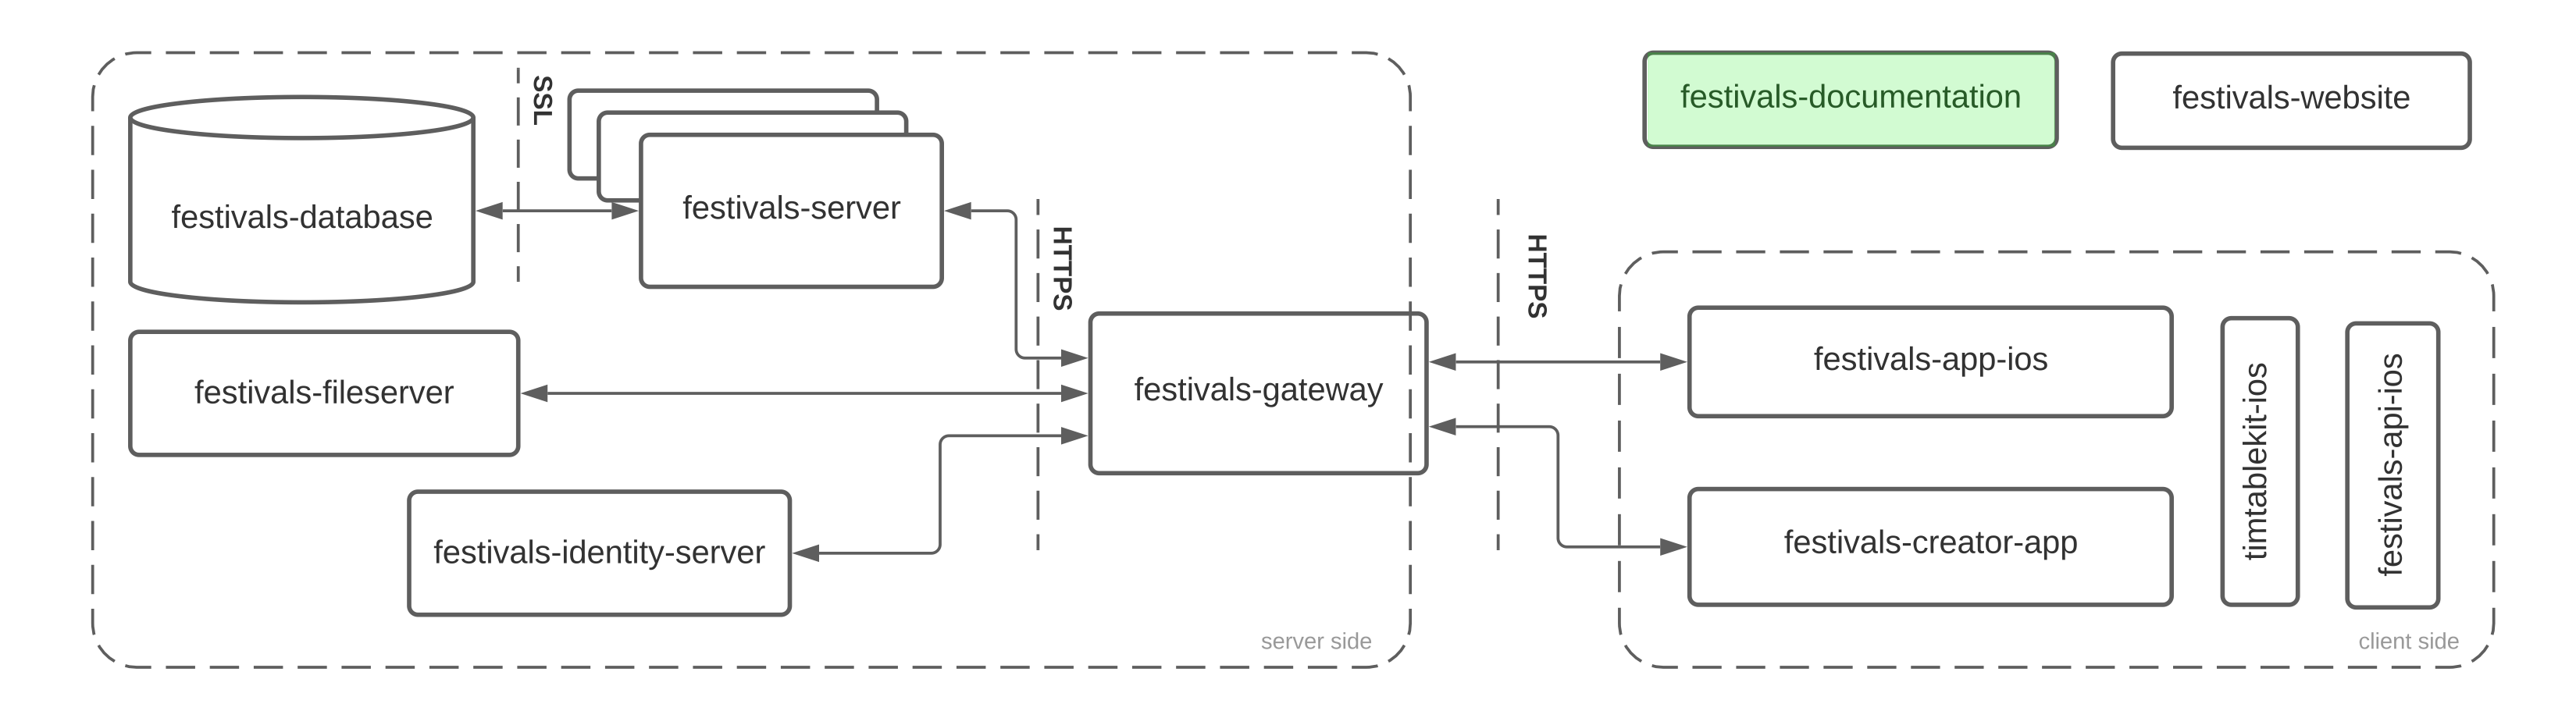 SSL
festivals-documentation
festivals-website
festivals-database
festivals-server
HTTPS
HTTPS
festivals-fileserver
festivals-gateway
festivals-app-ios
timtablekit-ios
festivals-api-ios
festivals-identity-server
festivals-creator-app
server side
client side